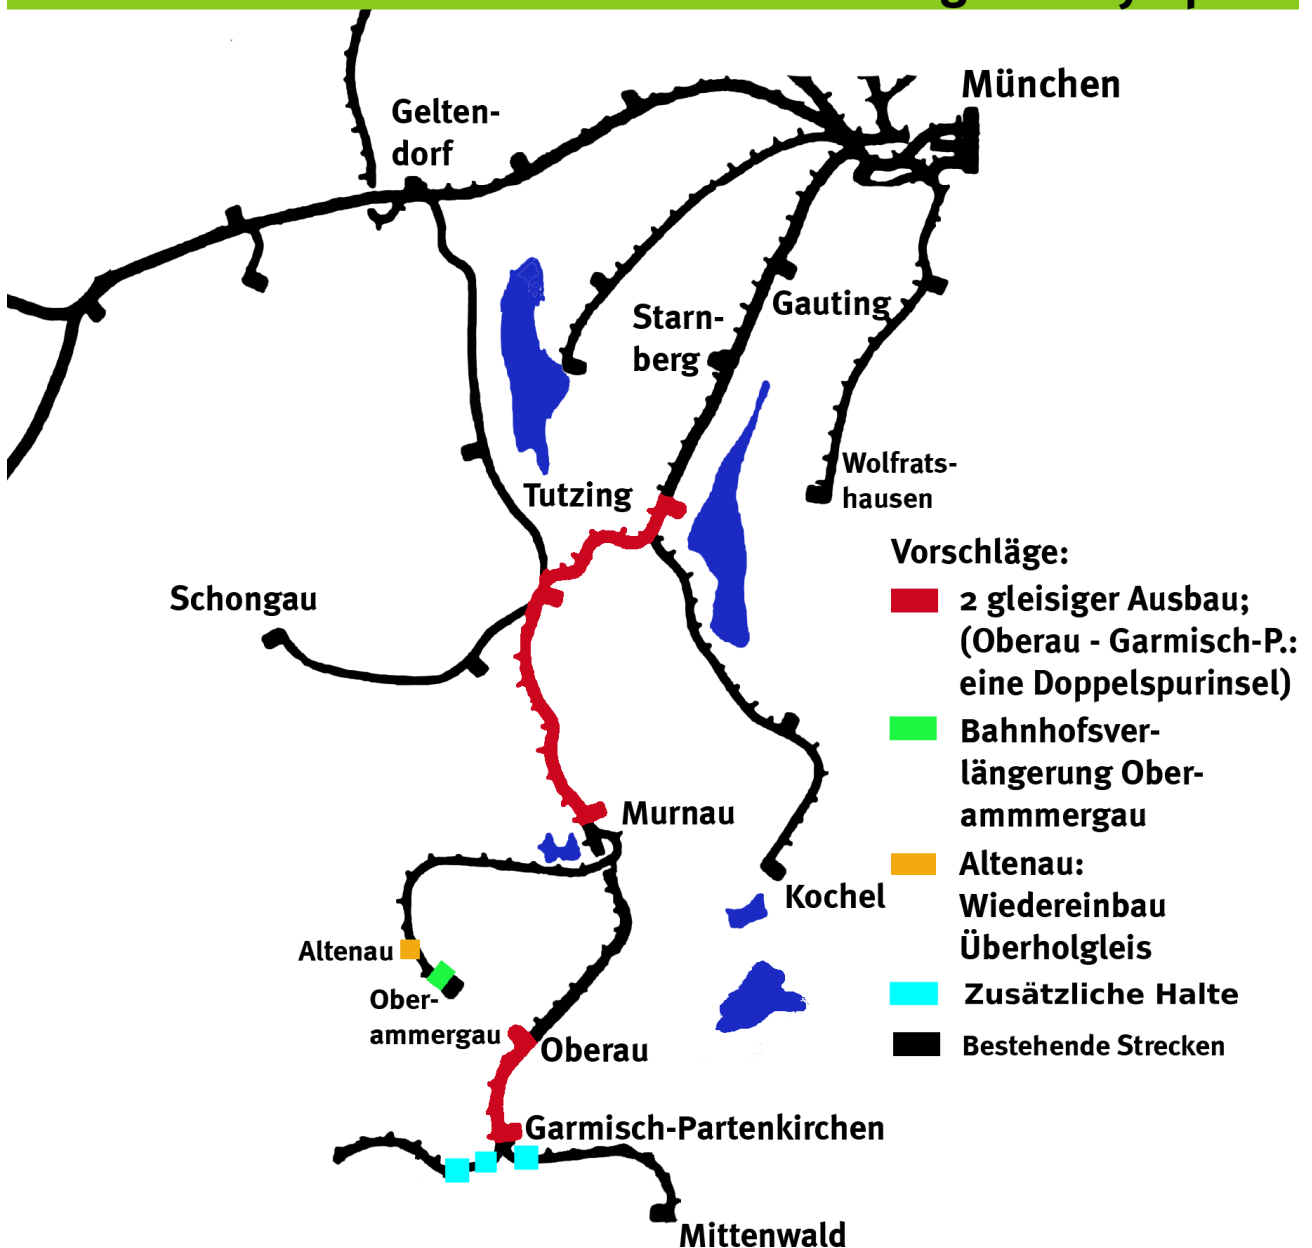 München
Gelten-
dorf
Gauting
Starn-
berg
Wolfrats-
hausen
Tutzing
Vorschläge:
Schongau
2 gleisiger Ausbau;
(Oberau - Garmisch-P.:
eine Doppelspurinsel)
Bahnhofsver-
längerung Ober-
ammmergau
Murnau
Altenau:
Wiedereinbau
Überholgleis
Kochel
Altenau
Ober-
ammergau
Zusätzliche Halte
Oberau
Bestehende Strecken
Garmisch-Partenkirchen
Mittenwald